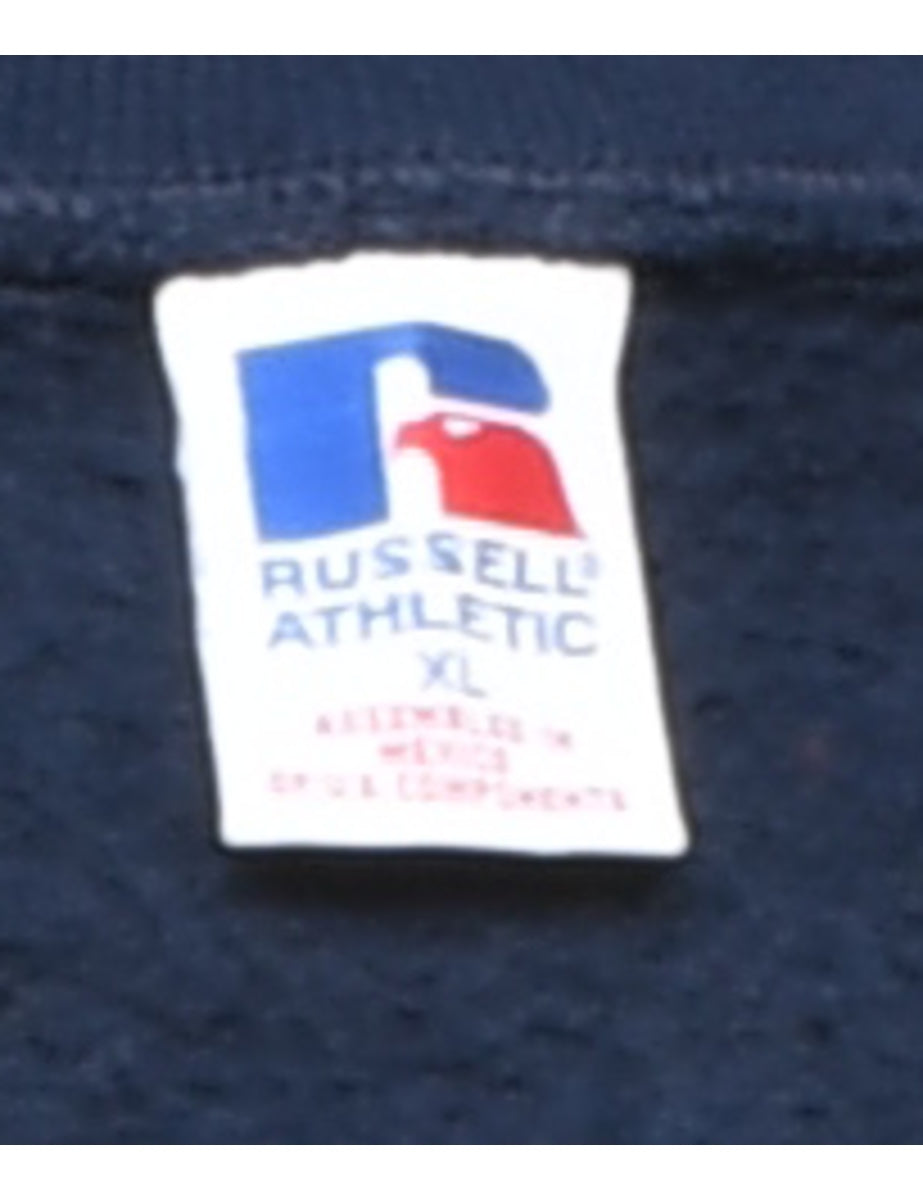 RUSSELL®
ATHLETIC
XL
ASSEMBLED IN
MEXICO
OF U.S. COMPONENTS